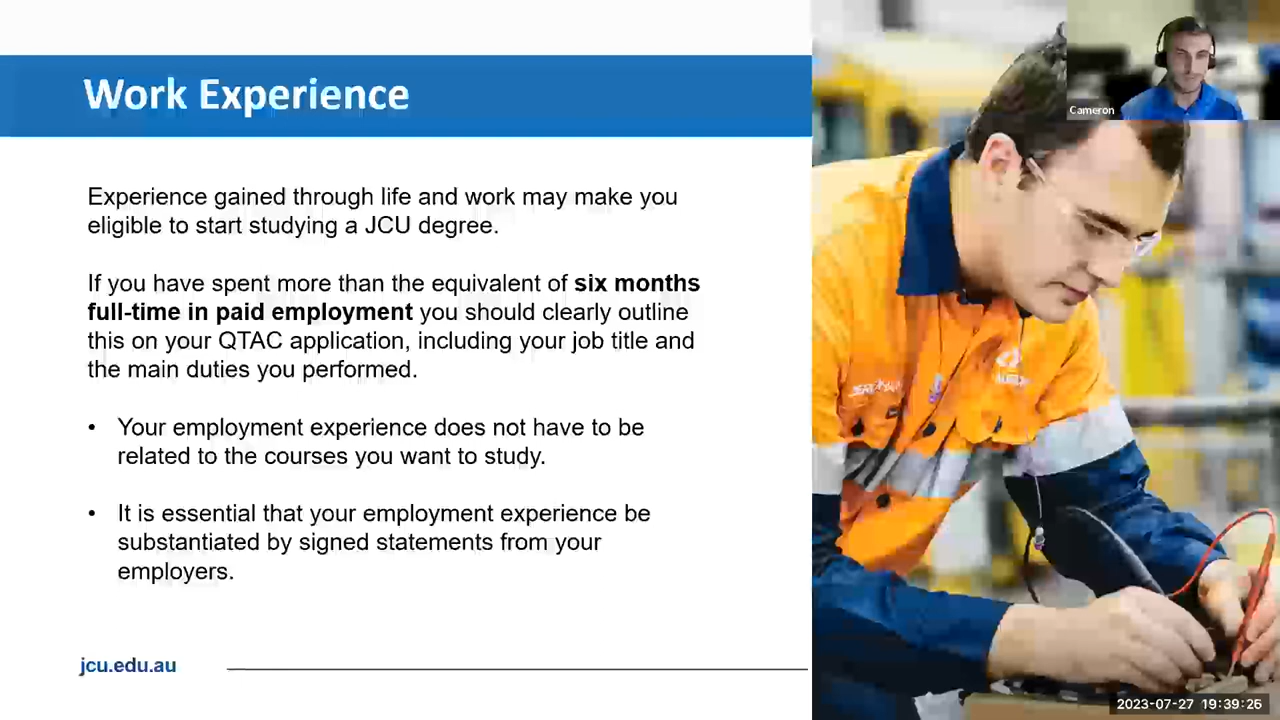 Work Experience
Cameron
Experience gained through life and work may make you
eligible to start studying a JCU degree.
If you have spent more than the equivalent of six months
full-time in paid employment you should clearly outline
this on your QTAC application, including your job title and
the main duties you performed.
• Your employment experience does not have to be
related to the courses you want to study.
• It is essential that your employment experience be
substantiated by signed statements from your
employers.
jcu.edu.au
2023-07-27 19:39:26